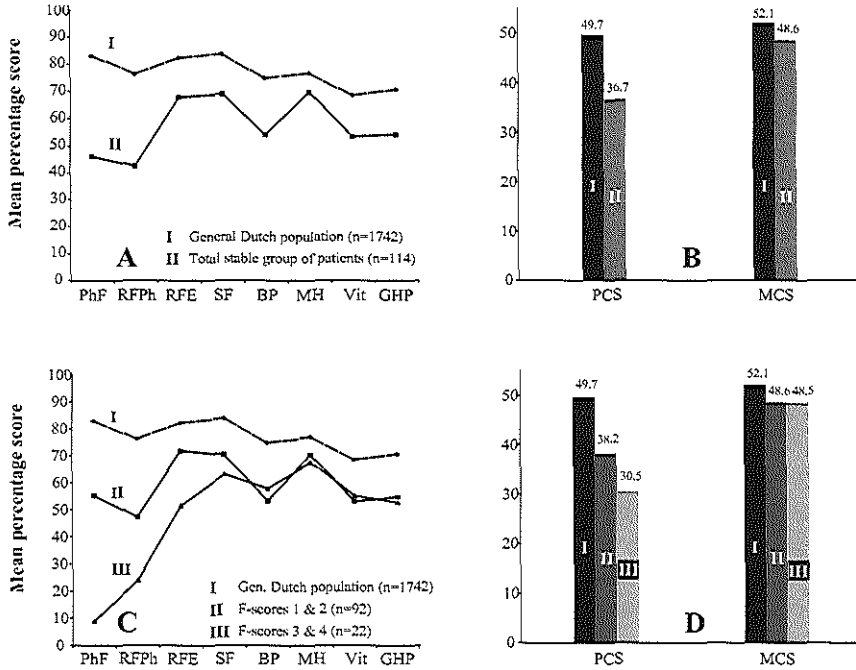 Mean percentage score
100
90
80
70
60
50
40
30
20
10
0
I
II
A
I General Dutch population (n=1742)
II Total stable group of patients (n=114)
PhF RFPh RFE SF BP MH Vit GHP
50
40
30
20
10
0
49.7
36.7
52.1
48.6
I
II
I
II
B
PCS MCS
Mean percentage score
100
90
80
70
60
50
40
30
20
10
0
I
II
III
C
I Gen. Dutch population (n=1742)
II F-scores 1 & 2 (n=92)
III F-scores 3 & 4 (n=22)
PhF RFPh RFE SF BP MH Vit GHP
50
40
30
20
10
0
49.7
38.2
30.5
52.1
48.6
48.5
I
II
III
I
II
III
D
PCS MCS